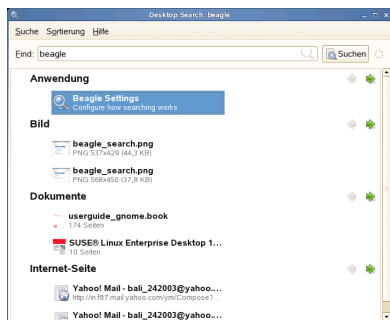 Desktop Search: beagle
Suche Sortierung Hilfe
Find: beagle Suchen
Anwendung
Beagle Settings
Configure how searching works
Bild
beagle_search.png
PNG 537x429 (44,3 KB)
beagle_search.png
PNG 568x450 (37,8 KB)
Dokumente
userguide_gnome.book
174 Seiten
SUSE® Linux Enterprise Desktop 1...
10 Seiten
Internet-Seite
Yahoo! Mail - bali_242003@yahoo....
http://in.f87.mail.yahoo.com/ym/Compose?...
Yahoo! Mail - bali_242003@yahoo....